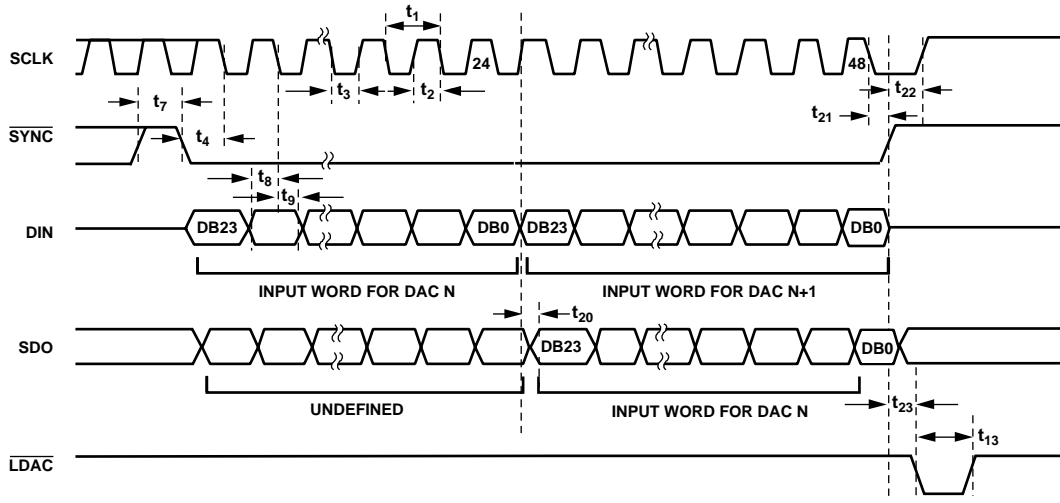 t1
SCLK
24
48
t7
t3
t2
t22
t21
SYNC
t4
t8
t9
DIN
DB23
DB0
DB23
DB0
INPUT WORD FOR DAC N
INPUT WORD FOR DAC N+1
t20
SDO
DB23
DB0
UNDEFINED
INPUT WORD FOR DAC N
t23
t13
LDAC